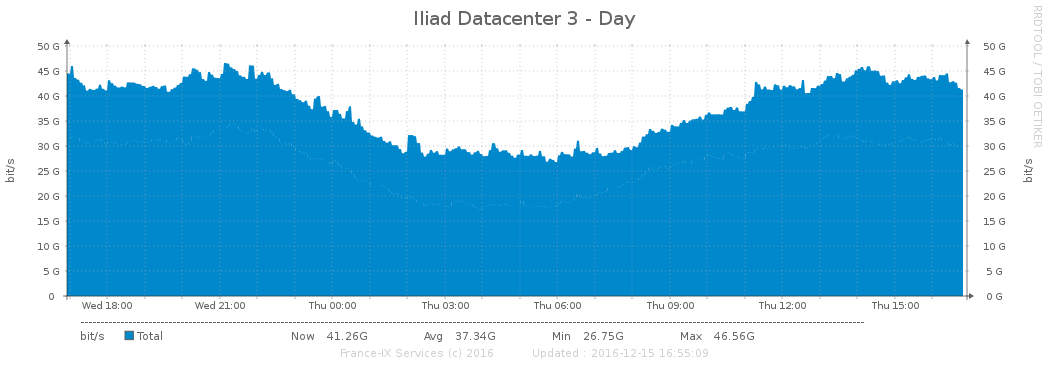 Iliad Datacenter 3 - Day
RRDTOOL / TOBI OETIKER
50 G 50 G
45 G 45 G
40 G 40 G
35 G 35 G
30 G 30 G
25 G 25 G
20 G 20 G
15 G 15 G
10 G 10 G
5 G 5 G
0 0 G
bit/s
bit/s
Wed 18:00 Wed 21:00 Thu 00:00 Thu 03:00 Thu 06:00 Thu 09:00 Thu 12:00 Thu 15:00
bit/s Total Now 41.26G Avg 37.34G Min 26.75G Max 46.56G
France-IX Services (c) 2016 Updated : 2016-12-15 16:55:09